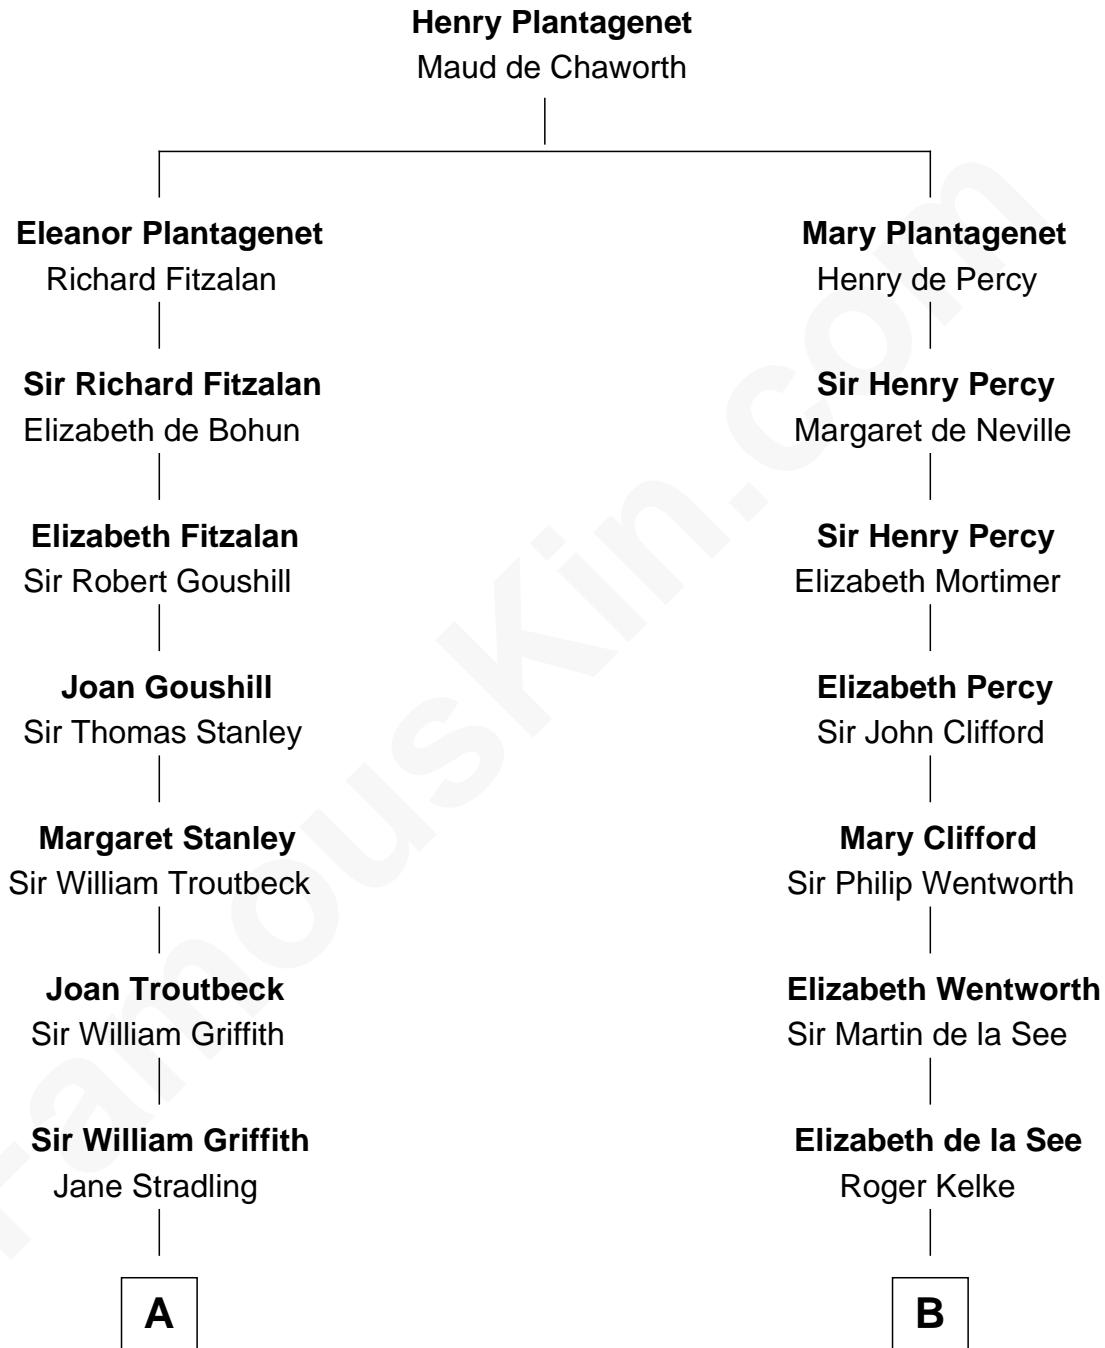 Henry Plantagenet
Maud de Chaworth
Eleanor Plantagenet
Richard Fitzalan
Mary Plantagenet
Henry de Percy
Sir Richard Fitzalan
Elizabeth de Bohun
Sir Henry Percy
Margaret de Neville
Elizabeth Fitzalan
Sir Robert Goushill
Sir Henry Percy
Elizabeth Mortimer
Joan Goushill
Sir Thomas Stanley
Elizabeth Percy
Sir John Clifford
Margaret Stanley
Sir William Troutbeck
Mary Clifford
Sir Philip Wentworth
Joan Troutbeck
Sir William Griffith
Elizabeth Wentworth
Sir Martin de la See
Sir William Griffith
Jane Stradling
Elizabeth de la See
Roger Kelke
A
B
FamousKin.com